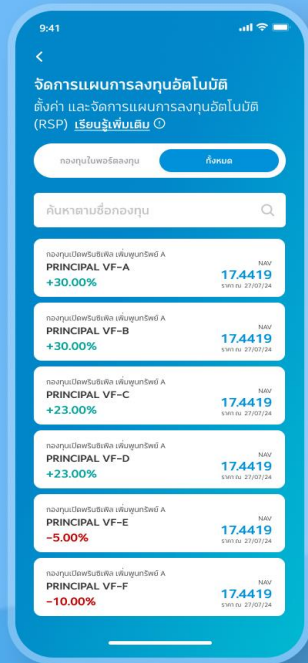 9:41
จัดการแผนการลงทุนอัตโนมัติ
ตั้งค่า และจัดการแผนการลงทุนอัตโนมัติ
(RSP) เรียนรู้เพิ่มเติม
กองทุนในพอร์ตลงทุน ทั้งหมด
ค้นหาตามชื่อกองทุน
กองทุนเปิดพรินซิเพิล เพิ่มพูนทรัพย์ A
PRINCIPAL VF-A
+30.00%
NAV
17.4419
ราคา ณ 27/07/24
กองทุนเปิดพรินซิเพิล เพิ่มพูนทรัพย์ A
PRINCIPAL VF-B
+30.00%
NAV
17.4419
ราคา ณ 27/07/24
กองทุนเปิดพรินซิเพิล เพิ่มพูนทรัพย์ A
PRINCIPAL VF-C
+23.00%
NAV
17.4419
ราคา ณ 27/07/24
กองทุนเปิดพรินซิเพิล เพิ่มพูนทรัพย์ A
PRINCIPAL VF-D
+23.00%
NAV
17.4419
ราคา ณ 27/07/24
กองทุนเปิดพรินซิเพิล เพิ่มพูนทรัพย์ A
PRINCIPAL VF-E
-5.00%
NAV
17.4419
ราคา ณ 27/07/24
กองทุนเปิดพรินซิเพิล เพิ่มพูนทรัพย์ A
PRINCIPAL VF-F
-10.00%
NAV
17.4419
ราคา ณ 27/07/24